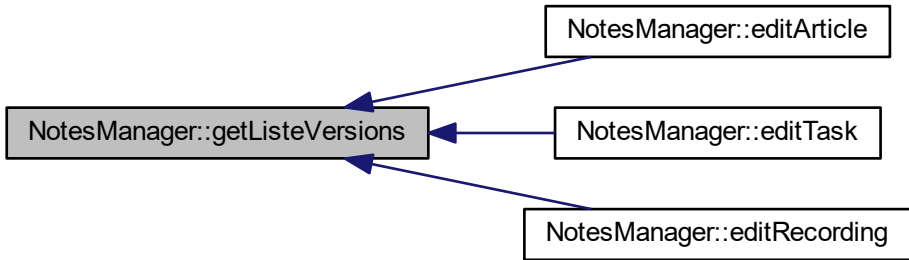 NotesManager::editArticle
NotesManager::getListeVersions
NotesManager::editTask
NotesManager::editRecording